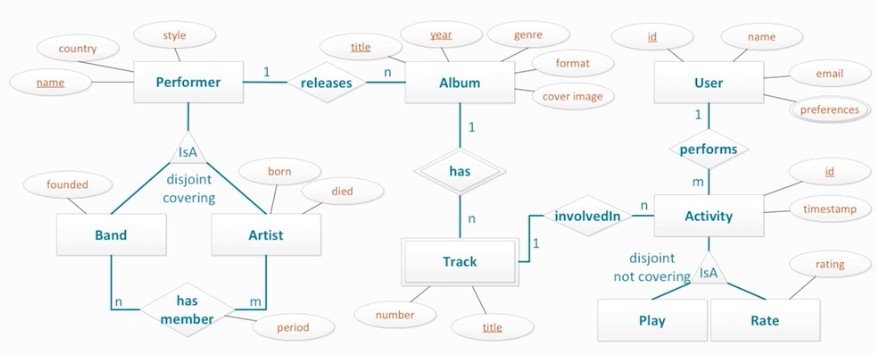 style
country
name
Performer
1
releases
n
title
year
genre
format
cover image
Album
id
name
email
preferences
User
1
performs
m
IsA
disjoint
covering
founded
born
died
Band
Artist
n
has
member
m
period
1
has
n
Track
number
title
1
involvedIn
n
Activity
id
timestamp
disjoint
not covering
IsA
rating
Play
Rate